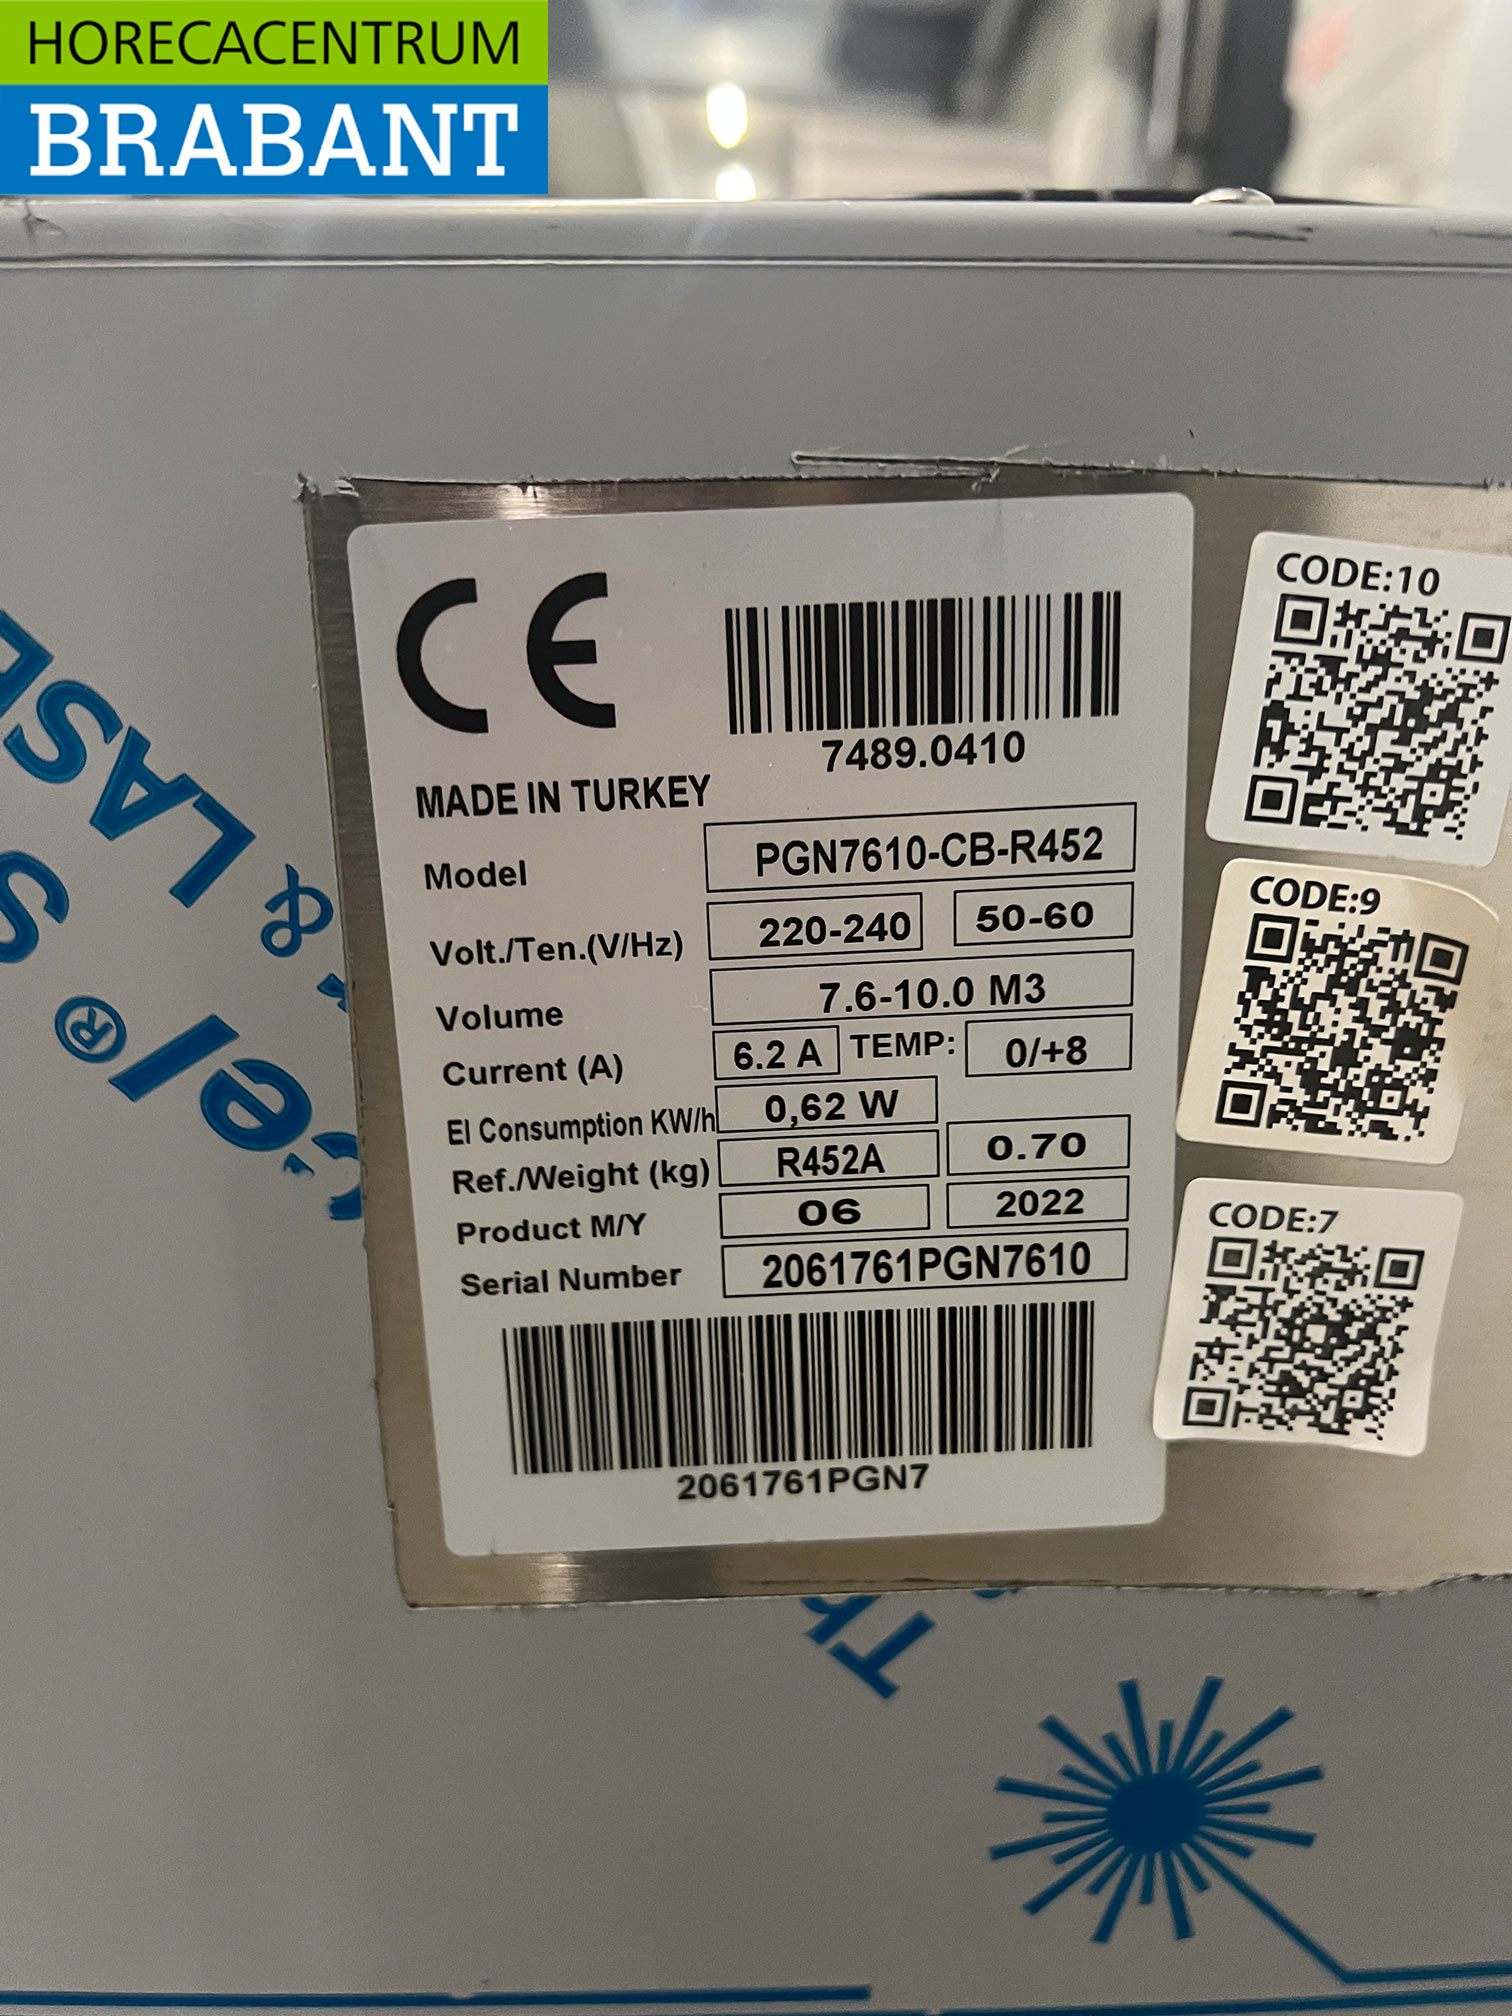 HORECACENTRUM
BRABANT
CE
7489.0410
MADE IN TURKEY
Model PGN7610-CB-R452
Volt./Ten.(V/Hz) 220-240 50-60
Volume 7.6-10.0 M3
Current (A) 6.2 A TEMP: 0/+8
El Consumption KW/h 0,62 W
Ref./Weight (kg) R452A 0.70
Product M/Y 06 2022
Serial Number 2061761PGN7610
2061761PGN7
CODE:10
CODE:9
CODE:7
& LASE
®